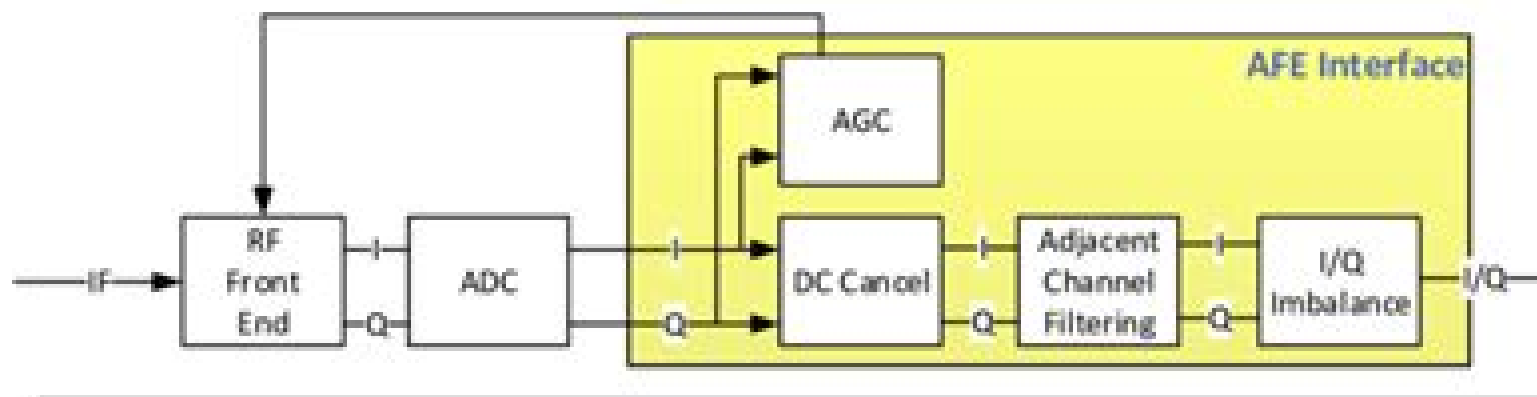 AFE Interface
AGC
IF
RF
Front
End
I
Q
ADC
I
Q
DC Cancel
I
Q
Adjacent
Channel
Filtering
I
Q
I/Q
Imbalance
I/Q